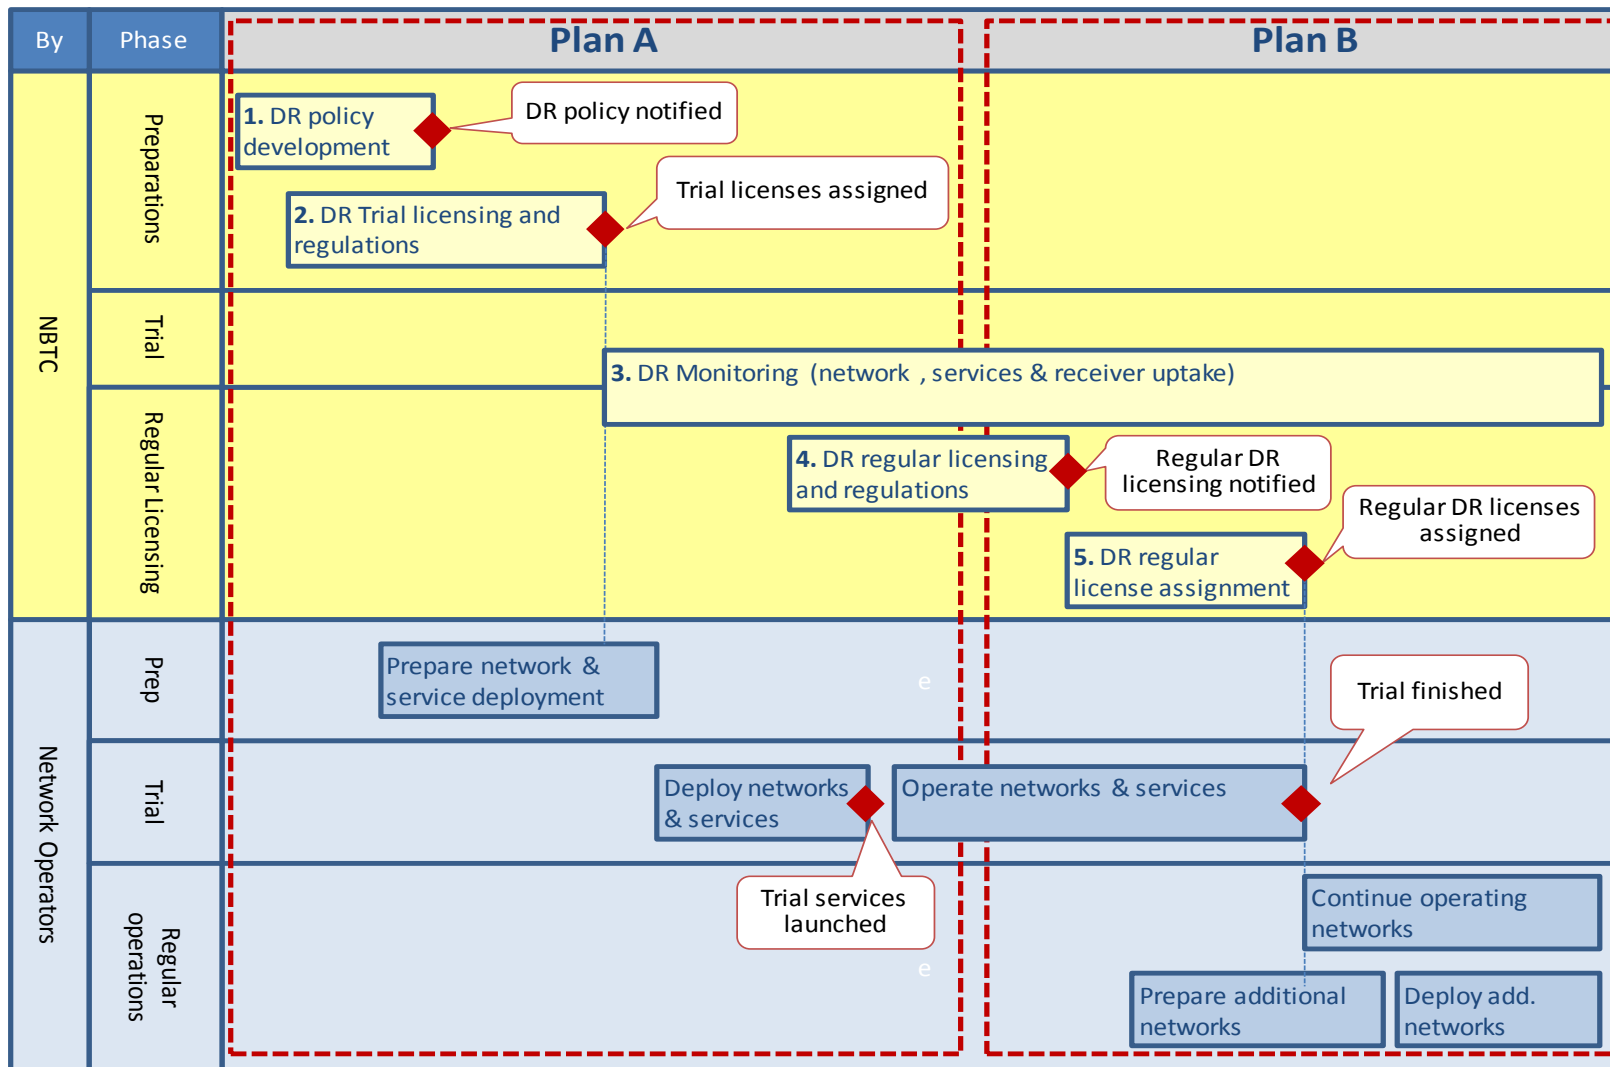 By
Phase
Plan A
Plan B
NBTC
Preparations
1. DR policy
development
DR policy notified
2. DR Trial licensing and
regulations
Trial licenses assigned
Trial
3. DR Monitoring (network , services & receiver uptake)
Regular Licensing
4. DR regular licensing
and regulations
Regular DR
licensing notified
5. DR regular
license assignment
Regular DR licenses
assigned
Network Operators
Prep
Prepare network &
service deployment
e
Trial
Deploy networks
& services
Trial services
launched
Operate networks & services
Trial finished
Regular
operations
e
Continue operating
networks
Prepare additional
networks
Deploy add.
networks